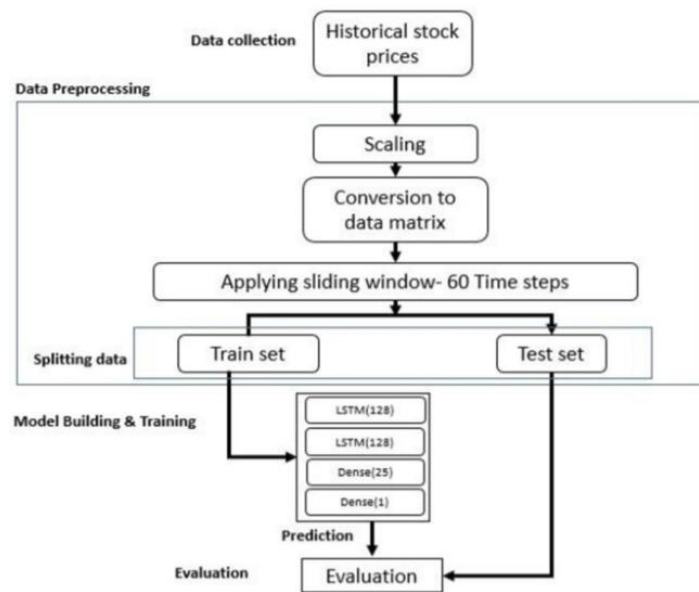 Data collection
Historical stock
prices
Data Preprocessing
Scaling
Conversion to
data matrix
Applying sliding window- 60 Time steps
Splitting data
Train set
Test set
Model Building & Training
LSTM(128)
LSTM(128)
Dense(25)
Dense(1)
Prediction
Evaluation
Evaluation